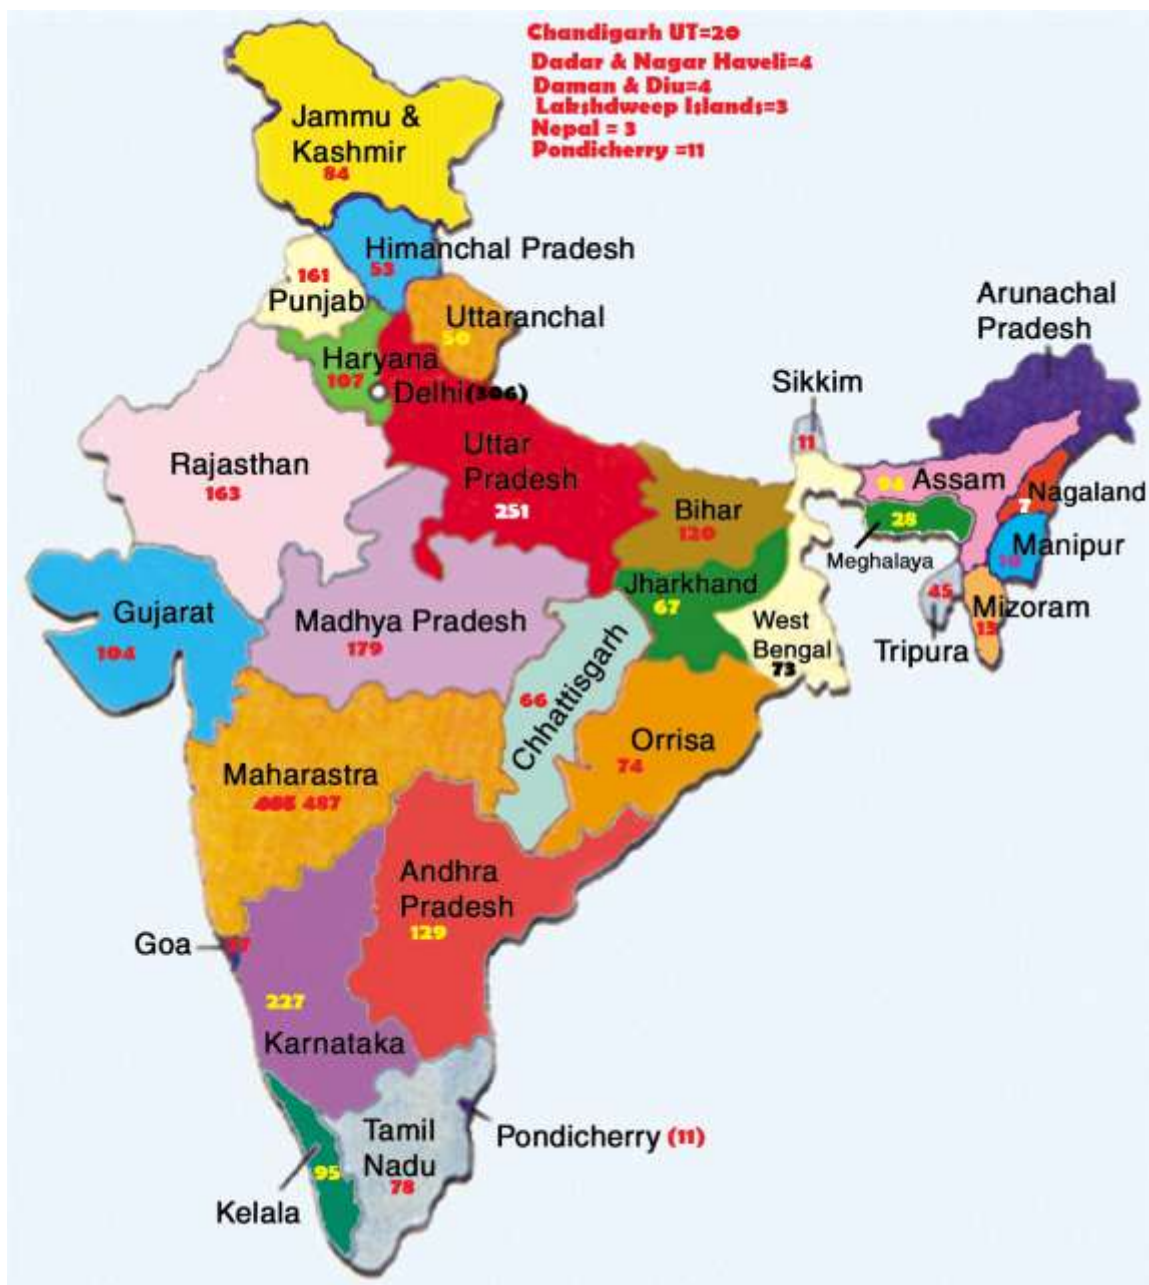 Chandigarh UT=20
Dadar & Nagar Haveli=4
Daman & Diu=4
Lakshdweep Islands=3
Nepal = 3
Pondicherry =11
Jammu &
Kashmir
84
Himanchal Pradesh
53
161
Punjab
Uttaranchal
50
Haryana
107
Delhi(306)
Arunachal
Pradesh
Sikkim
11
Rajasthan
163
Uttar
Pradesh
251
Bihar
120
94 Assam
Nagaland
7
28
Meghalaya
Manipur
Jharkhand
67
45
Tripura
Mizoram
Gujarat
104
Madhya Pradesh
179
West
Bengal
73
Chhattisgarh
66
Orrisa
74
Maharastra
487
Andhra
Pradesh
129
Goa
227
Karnataka
Tamil
Nadu
78
Pondicherry (11)
95
Kelala